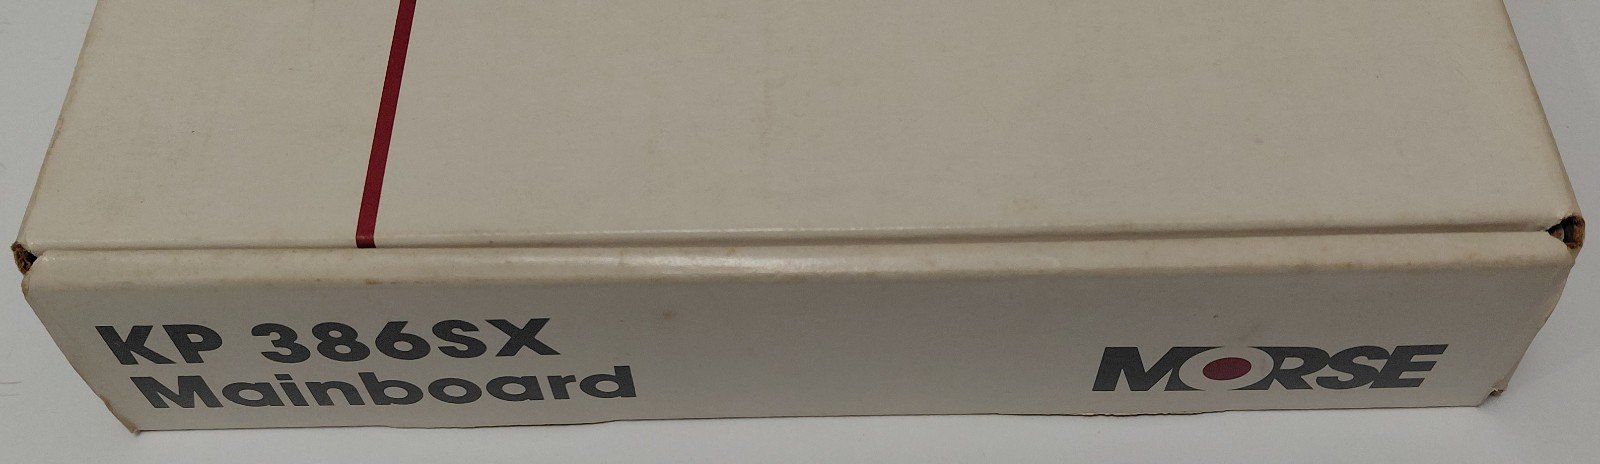 KP 386SX
Mainboard
MORSE